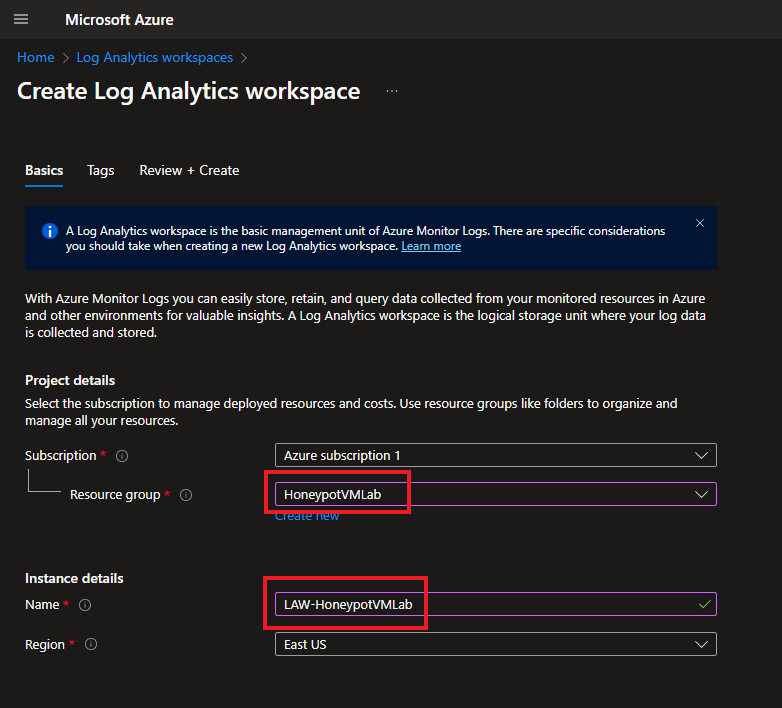 Microsoft Azure
Home > Log Analytics workspaces >
Create Log Analytics workspace ...
Basics Tags Review + Create
A Log Analytics workspace is the basic management unit of Azure Monitor Logs. There are specific considerations
you should take when creating a new Log Analytics workspace. Learn more
With Azure Monitor Logs you can easily store, retain, and query data collected from your monitored resources in Azure
and other environments for valuable insights. A Log Analytics workspace is the logical storage unit where your log data
is collected and stored.
Project details
Select the subscription to manage deployed resources and costs. Use resource groups like folders to organize and
manage all your resources.
Subscription * Azure subscription 1
Resource group * HoneypotVMLab
Create new
Instance details
Name * LAW-HoneypotVMLab
Region * East US